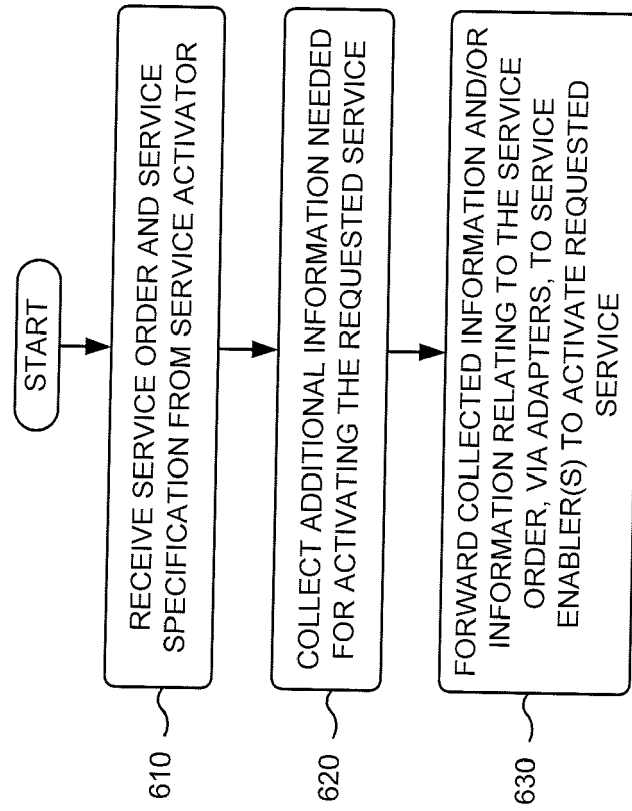 START
RECEIVE SERVICE ORDER AND SERVICE
SPECIFICATION FROM SERVICE ACTIVATOR
610
COLLECT ADDITIONAL INFORMATION NEEDED
FOR ACTIVATING THE REQUESTED SERVICE
620
FORWARD COLLECTED INFORMATION AND/OR
INFORMATION RELATING TO THE SERVICE
ORDER, VIA ADAPTERS, TO SERVICE
ENABLER(S) TO ACTIVATE REQUESTED
SERVICE
630